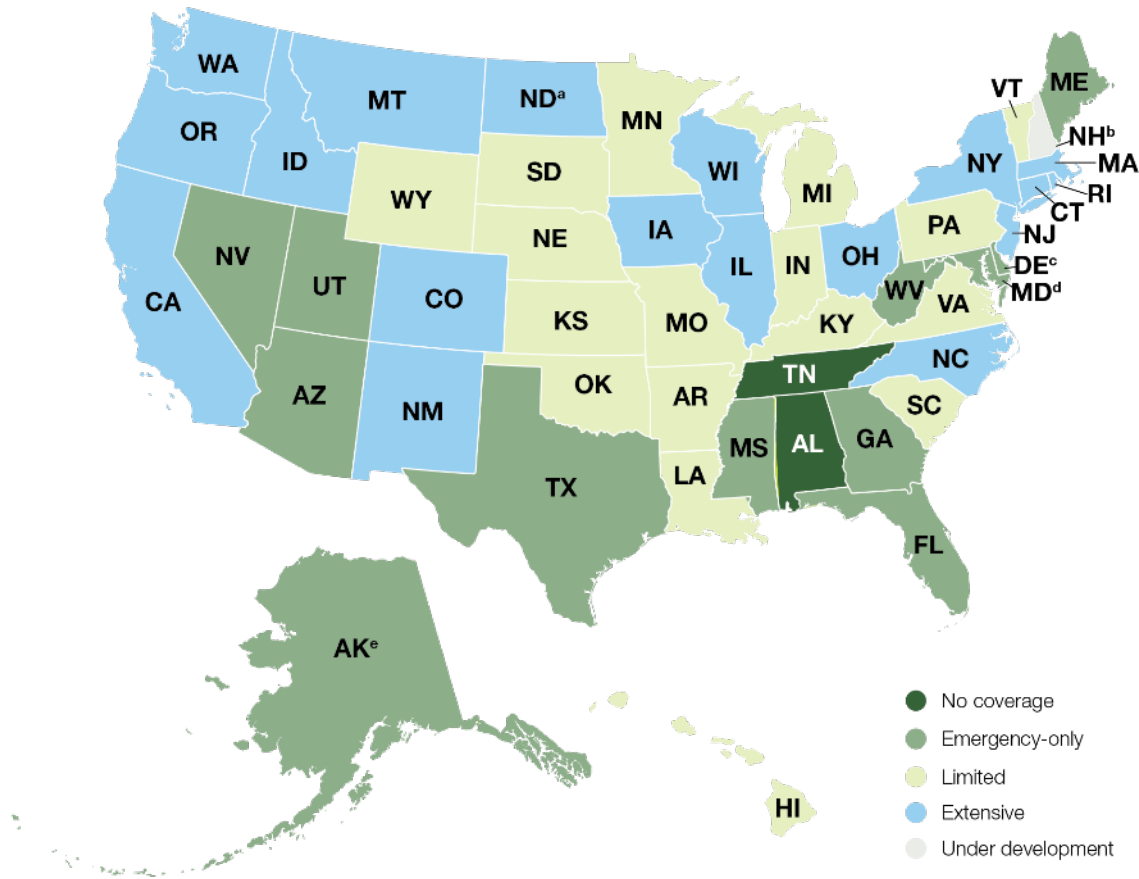 WA
MT
NDᵃ
MN
VT
ME
OR
ID
SD
WI
MI
NY
NHᵇ
MA
RI
CT
WY
NE
IA
PA
NJ
NV
UT
CO
IL
IN
OH
WV
DEᶜ
MDᵈ
VA
CA
KS
MO
KY
AZ
NM
OK
AR
TN
NC
SC
TX
LA
MS
AL
GA
FL
AKᵉ
HI
No coverage
Emergency-only
Limited
Extensive
Under development